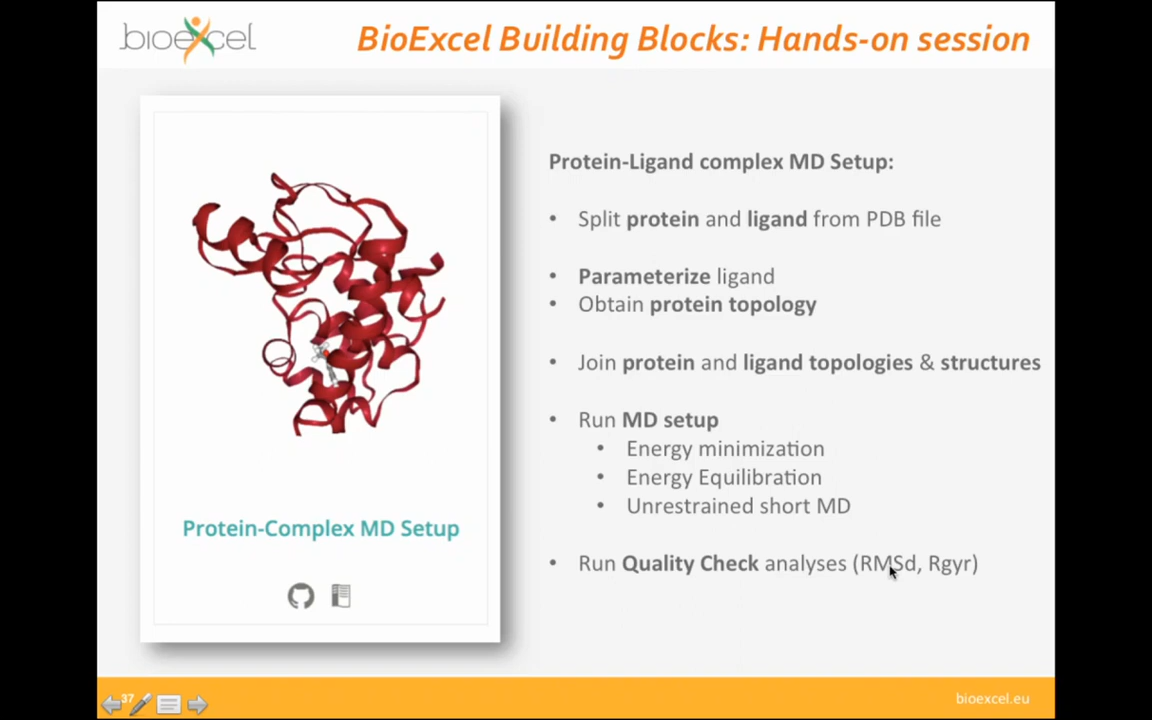 bioexcel
BioExcel Building Blocks: Hands-on session
Protein-Ligand complex MD Setup:
• Split protein and ligand from PDB file
• Parameterize ligand
• Obtain protein topology
• Join protein and ligand topologies & structures
• Run MD setup
• Energy minimization
• Energy Equilibration
• Unrestrained short MD
• Run Quality Check analyses (RMSd, Rgyr)
Protein-Complex MD Setup
37
bioexcel.eu